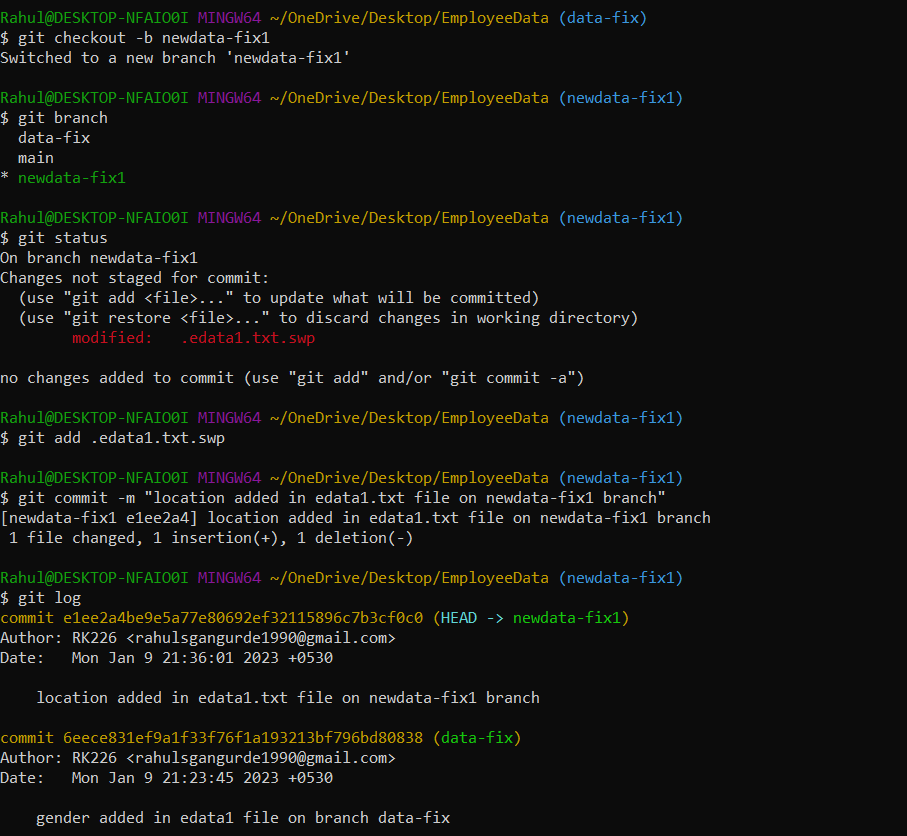 Rahul@DESKTOP-NFAIO0I MINGW64 ~/OneDrive/Desktop/EmployeeData (data-fix)
$ git checkout -b newdata-fix1
Switched to a new branch 'newdata-fix1'
Rahul@DESKTOP-NFAIO0I MINGW64 ~/OneDrive/Desktop/EmployeeData (newdata-fix1)
$ git branch
  data-fix
  main
* newdata-fix1
Rahul@DESKTOP-NFAIO0I MINGW64 ~/OneDrive/Desktop/EmployeeData (newdata-fix1)
$ git status
On branch newdata-fix1
Changes not staged for commit:
  (use "git add <file>..." to update what will be committed)
  (use "git restore <file>..." to discard changes in working directory)
        modified:   .edata1.txt.swp
no changes added to commit (use "git add" and/or "git commit -a")
Rahul@DESKTOP-NFAIO0I MINGW64 ~/OneDrive/Desktop/EmployeeData (newdata-fix1)
$ git add .edata1.txt.swp
Rahul@DESKTOP-NFAIO0I MINGW64 ~/OneDrive/Desktop/EmployeeData (newdata-fix1)
$ git commit -m "location added in edata1.txt file on newdata-fix1 branch"
[newdata-fix1 e1ee2a4] location added in edata1.txt file on newdata-fix1 branch
 1 file changed, 1 insertion(+), 1 deletion(-)
Rahul@DESKTOP-NFAIO0I MINGW64 ~/OneDrive/Desktop/EmployeeData (newdata-fix1)
$ git log
commit e1ee2a4be9e5a77e80692ef32115896c7b3cf0c0 (HEAD -> newdata-fix1)
Author: RK226 <rahulsgangurde1990@gmail.com>
Date:   Mon Jan 9 21:36:01 2023 +0530
    location added in edata1.txt file on newdata-fix1 branch
commit 6eece831ef9a1f33f76f1a193213bf796bd80838 (data-fix)
Author: RK226 <rahulsgangurde1990@gmail.com>
Date:   Mon Jan 9 21:23:45 2023 +0530
    gender added in edata1 file on branch data-fix